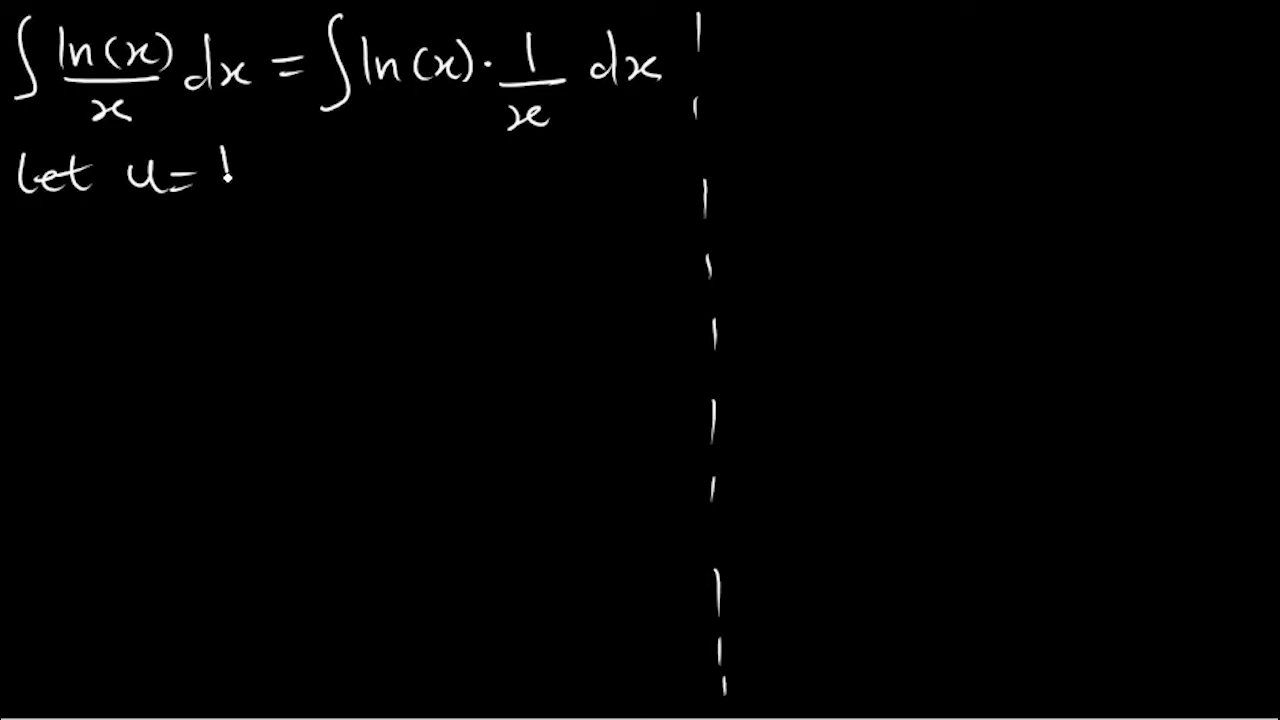 ∫ ln(x)/x dx = ∫ ln(x) · 1/x dx
let u =